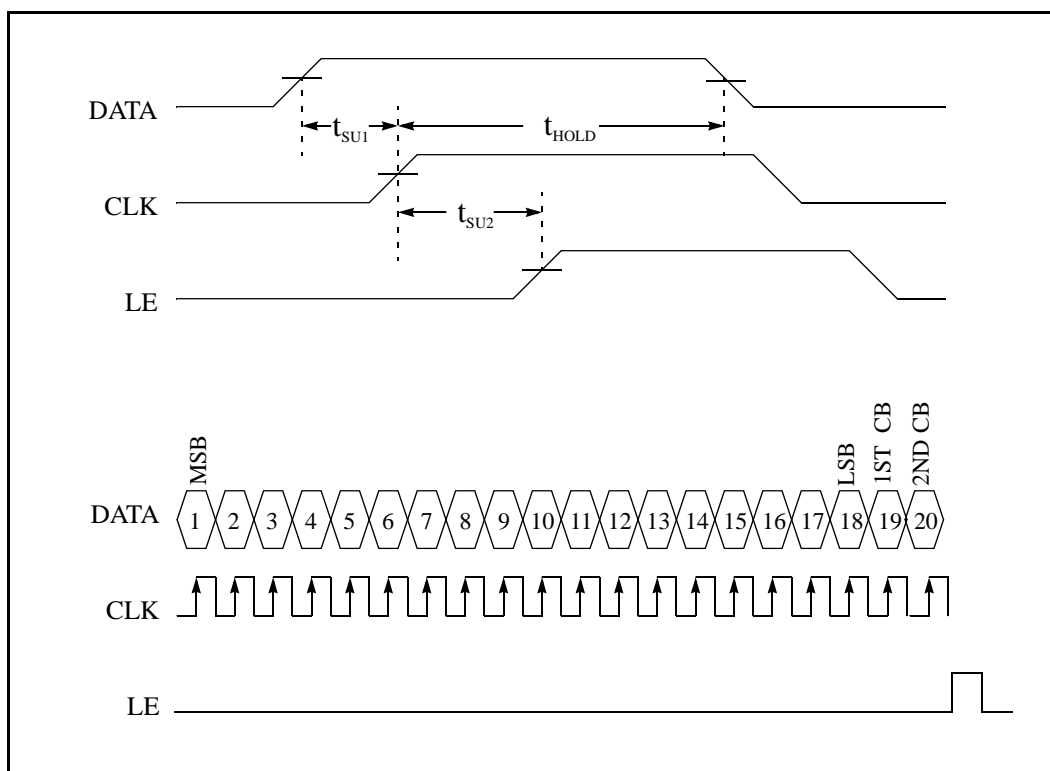 DATA
tSU1
tHOLD
CLK
tSU2
LE
MSB
LSB
1ST CB
2ND CB
DATA
1 2 3 4 5 6 7 8 9 10 11 12 13 14 15 16 17 18 19 20
CLK
LE